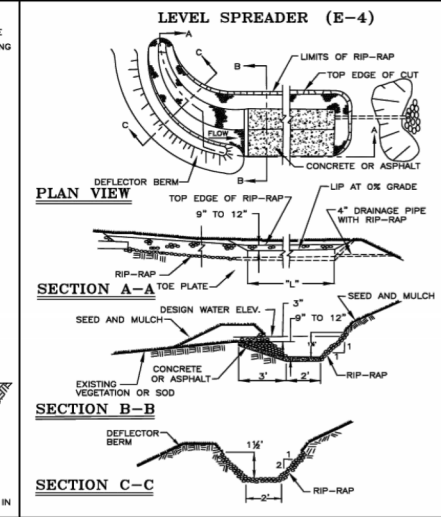 LEVEL SPREADER (E-4)
A
C
B
LIMITS OF RIP-RAP
TOP EDGE OF CUT
FLOW
A
C
CONCRETE OR ASPHALT
DEFLECTOR BERM
B
PLAN VIEW
TOP EDGE OF RIP-RAP
LIP AT 0% GRADE
9" TO 12"
4" DRAINAGE PIPE
WITH RIP-RAP
RIP-RAP
TOE PLATE
"L"
SECTION A-A
SEED AND MULCH
DESIGN WATER ELEV.
3"
SEED AND MULCH
9" TO 12"
1
1
CONCRETE
OR ASPHALT
EXISTING
VEGETATION OR SOD
3'
2'
RIP-RAP
SECTION B-B
DEFLECTOR
BERM
1½'
1
2
SECTION C-C
2'
RIP-RAP
IN